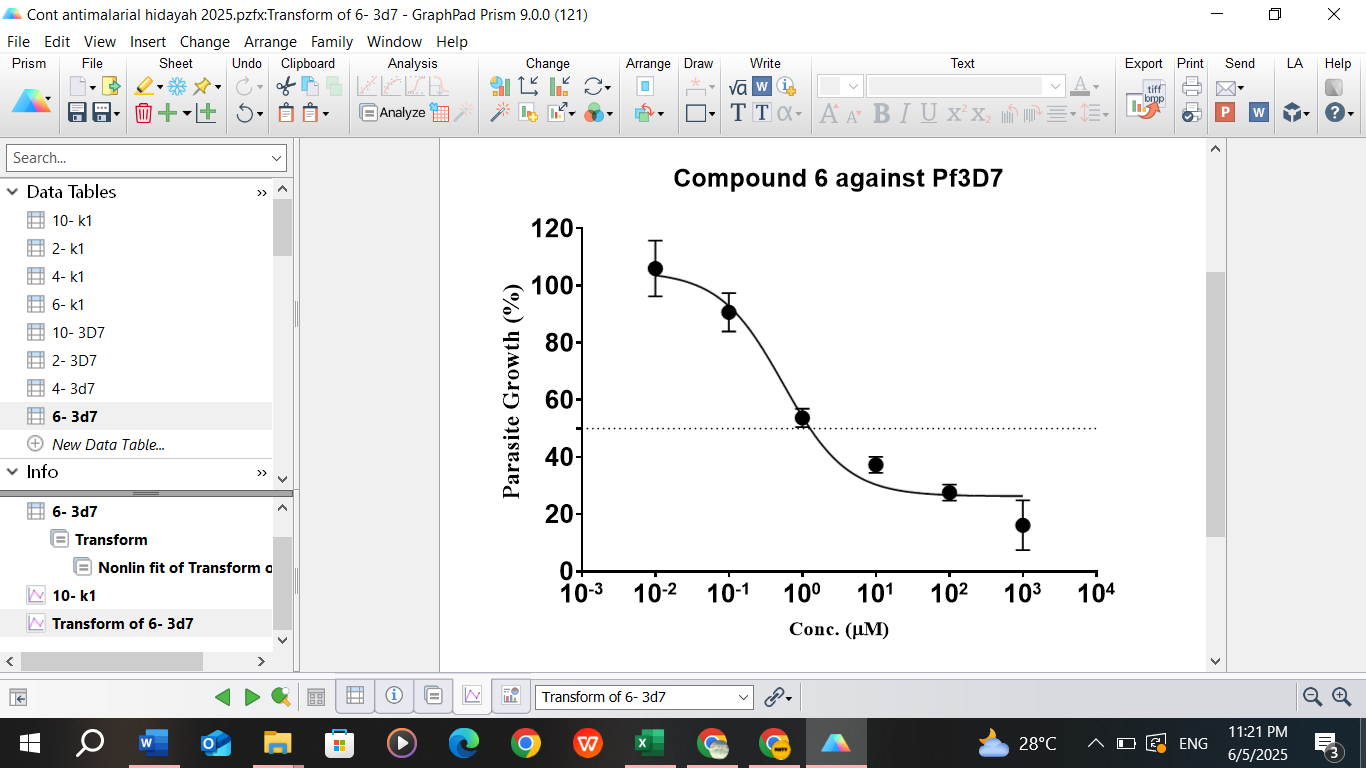 Cont antimalarial hidayah 2025.pzfx:Transform of 6- 3d7 - GraphPad Prism 9.0.0 (121)
File Edit View Insert Change Arrange Family Window Help
Prism File Sheet Undo Clipboard Analysis Change Arrange Draw Write Text Export Print Send LA Help
Analyze
√α W T T α A A B I U X² X₂ A tiff bmp P W
Search...
Data Tables
10- k1
2- k1
4- k1
6- k1
10- 3D7
2- 3D7
4- 3d7
6- 3d7
New Data Table...
Info
6- 3d7
Transform
Nonlin fit of Transform o
10- k1
Transform of 6- 3d7
Compound 6 against Pf3D7
Parasite Growth (%)
120
100
80
60
40
20
0
10⁻³ 10⁻² 10⁻¹ 10⁰ 10¹ 10² 10³ 10⁴
Conc. (µM)
Transform of 6- 3d7
28°C ENG 11:21 PM
6/5/2025 3